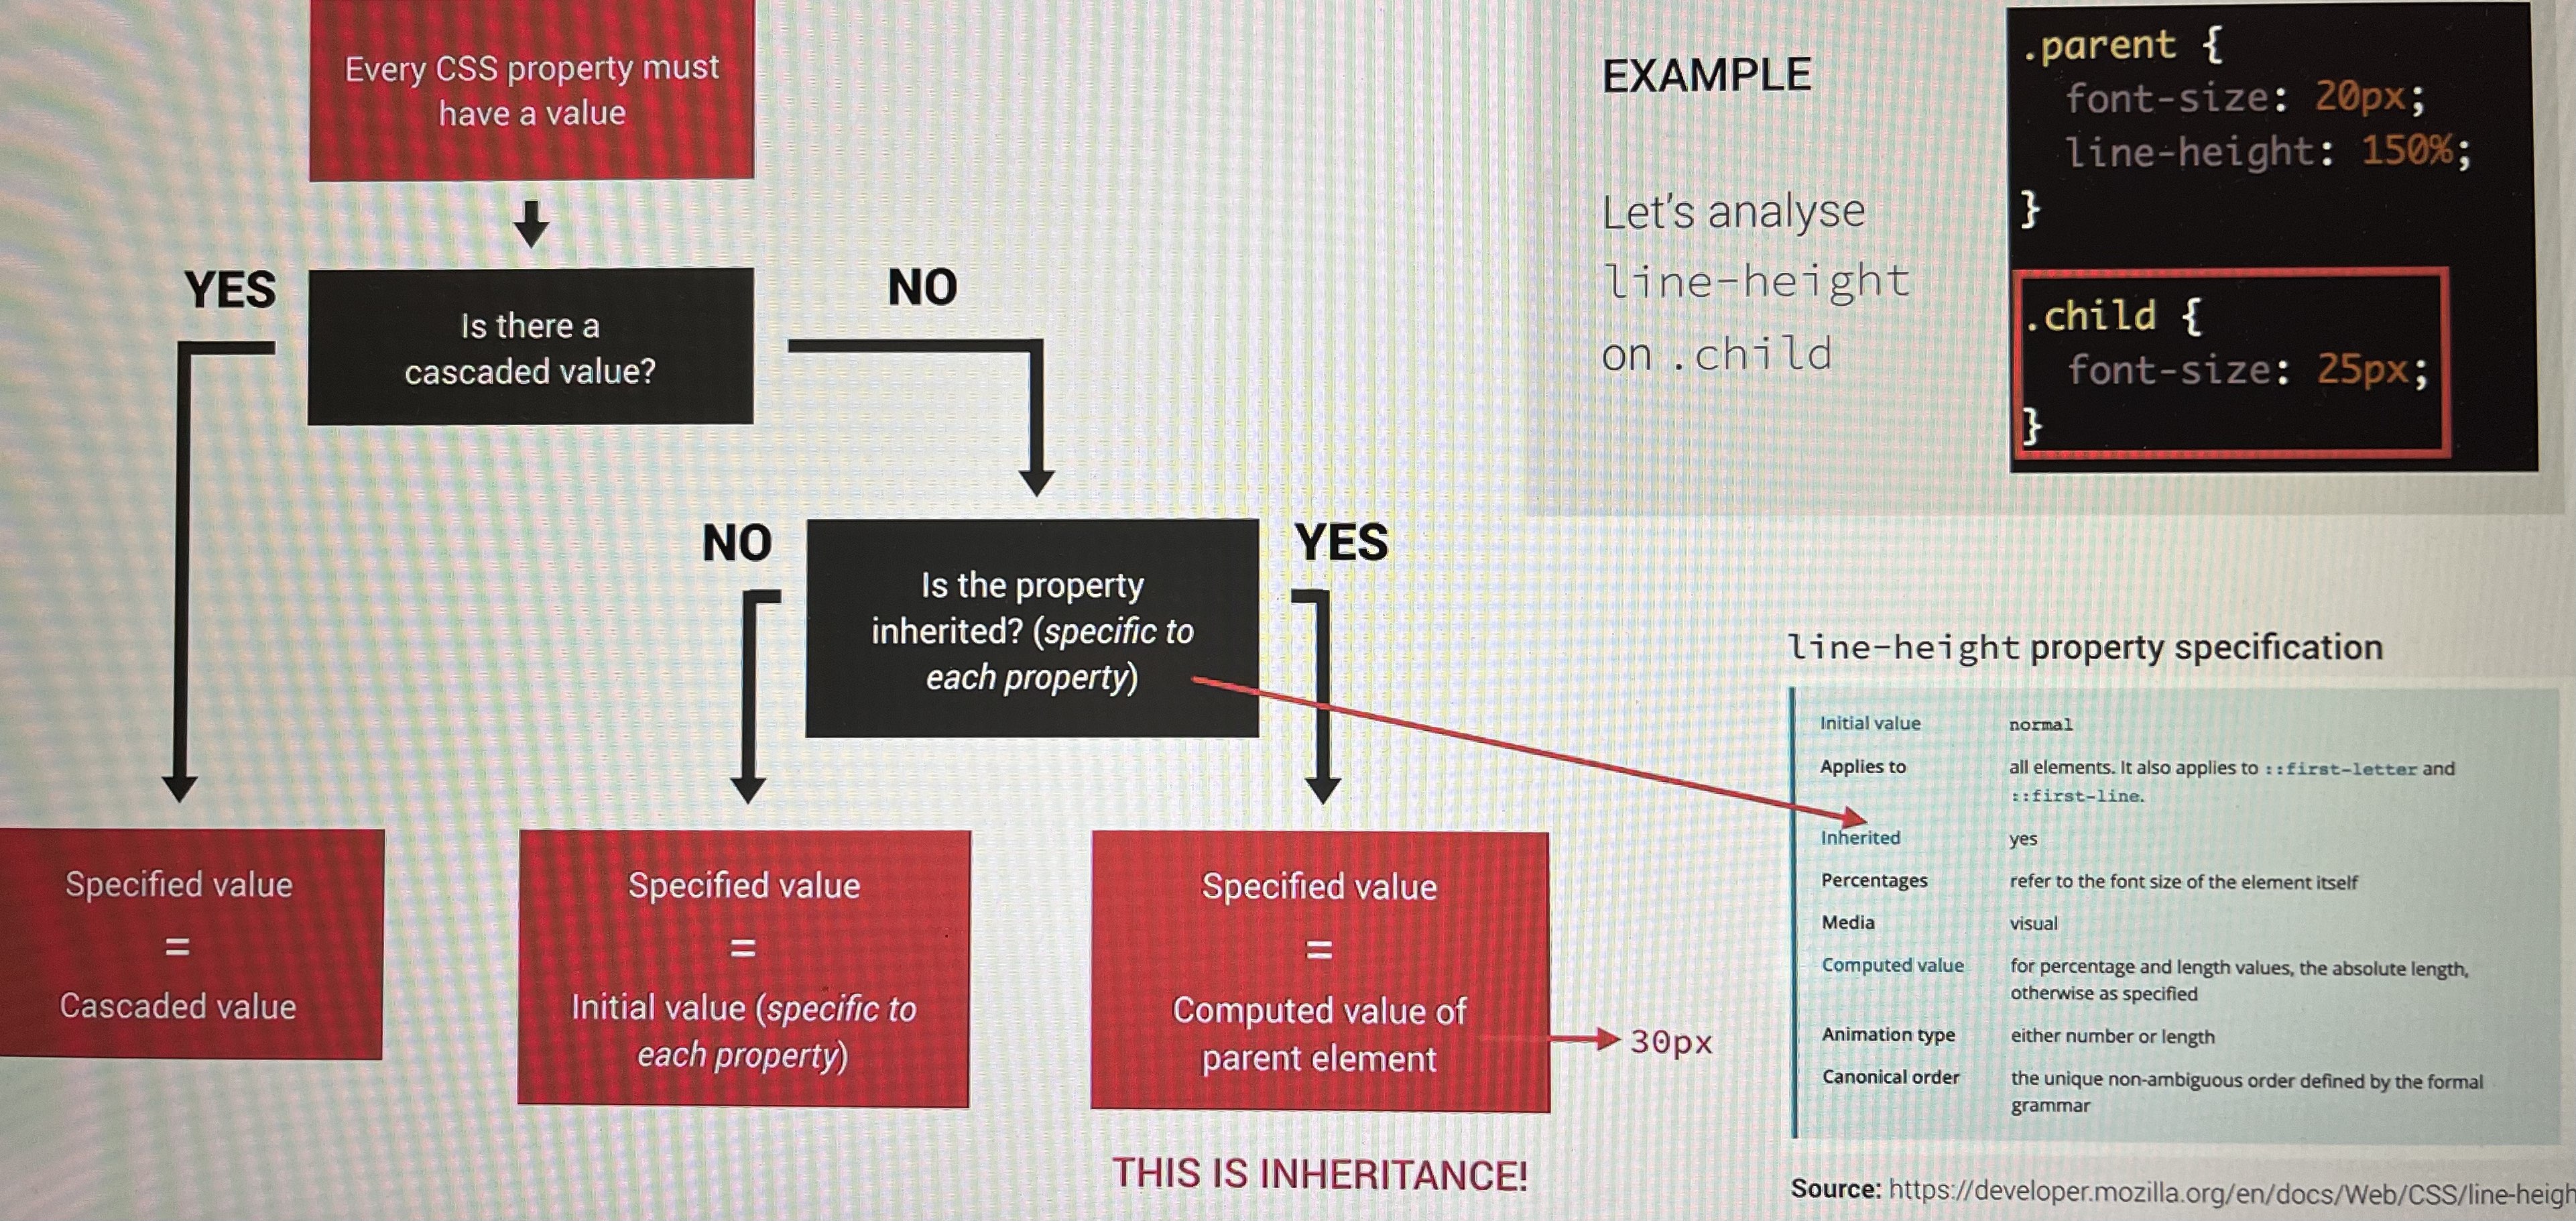 Every CSS property must
have a value
YES
Is there a
cascaded value?
NO
NO
Is the property
inherited? (specific to
each property)
YES
Specified value
=
Cascaded value
Specified value
=
Initial value (specific to
each property)
Specified value
=
Computed value of
parent element
30px
THIS IS INHERITANCE!
EXAMPLE
Let's analyse
line-height
on .child
.parent {
font-size: 20px;
line-height: 150%;
}
.child {
font-size: 25px;
}
line-height property specification
Initial value normal
Applies to all elements. It also applies to ::first-letter and
::first-line.
Inherited yes
Percentages refer to the font size of the element itself
Media visual
Computed value for percentage and length values, the absolute length,
otherwise as specified
Animation type either number or length
Canonical order the unique non-ambiguous order defined by the formal
grammar
Source: https://developer.mozilla.org/en/docs/Web/CSS/line-heigh